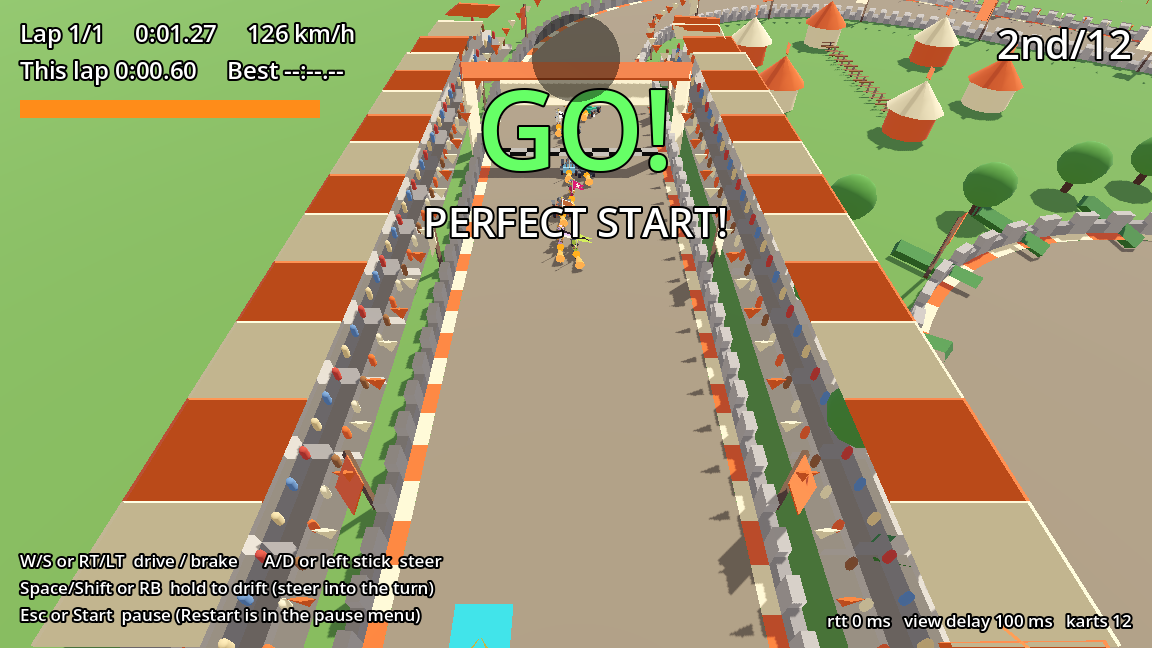 Lap 1/1 0:01.27 126 km/h
This lap 0:00.60 Best --:--.--
2nd/12
GO!
PERFECT START!
W/S or RT/LT drive / brake A/D or left stick steer
Space/Shift or RB hold to drift (steer into the turn)
Esc or Start pause (Restart is in the pause menu)
rtt 0 ms view delay 100 ms karts 12